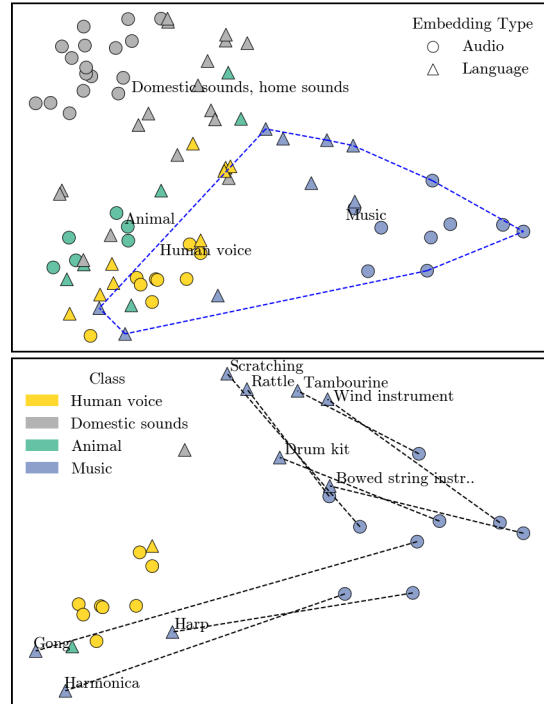 Embedding Type
Audio
Language
Domestic sounds, home sounds
Animal
Music
Human voice
Scratching
Rattle
Tambourine
Wind instrument
Class
Human voice
Domestic sounds
Animal
Music
Drum kit
Bowed string instr..
Gong
Harp
Harmonica